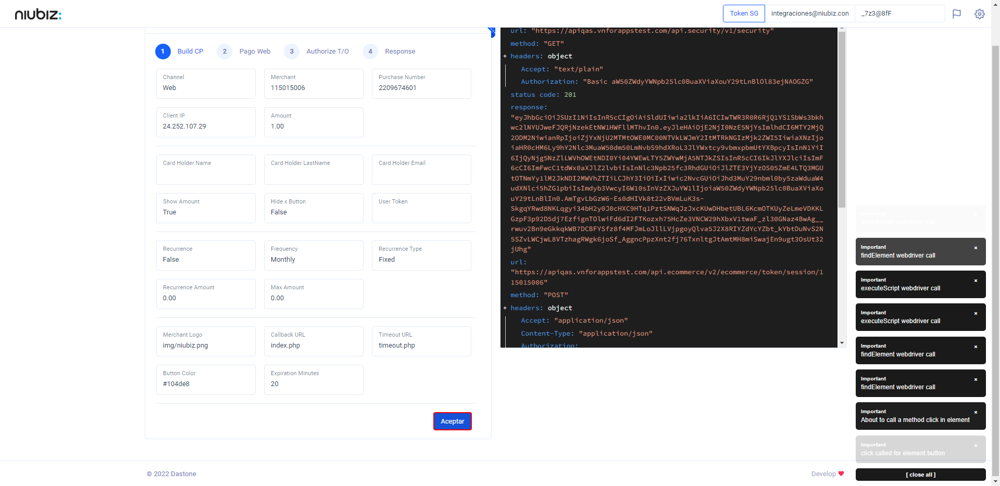 niubiz:
Token SG
integraciones@niubiz.con
_7z3@8fF
1 Build CP
2 Pago Web
3 Authorize T/O
4 Response
Channel
Web
Merchant
115015006
Purchase Number
2209674601
Client IP
24.252.107.29
Amount
1.00
Card Holder Name
Card Holder LastName
Card Holder Email
Show Amount
True
Hide x Button
False
User Token
Recurrence
False
Frequency
Monthly
Recurrence Type
Fixed
Recurrence Amount
0.00
Max Amount
0.00
Merchant Logo
img/niubiz.png
Callback URL
index.php
Timeout URL
timeout.php
Button Color
#104de8
Expiration Minutes
20
Aceptar
url: "https://apiqas.vnforappstest.com/api.security/v1/security"
method: "GET"
+ headers: object
Accept: "text/plain"
Authorization: "Basic aW50ZWdyYWNpb25lc0BuaXViaXouY29tLnBlOl83ejNAOGZG"
status code: 201
response:
"eyJhbGciOiJSUzI1NiIsInR5cCIgOiAiSldUIiwia2lkIiA6ICIwTWR3R0R6RjQ1YS1SbWs3bkh
wc2lNYUJweFJQRjNzekEtNW1HWFllMThvIn0.eyJleHAiOjE2NjI0NzE5NjYsImlhdCI6MTY2MjQ
2ODM2NiwianRpIjoiZjYxNjU2MTMtOWE0MC00NTVkLWJmY2ItMTRkNGIzMjk2ZWI5IiwiaXNzIjo
iaHR0cHM6Ly9hY2Nlc3MuaW50dm50LmNvbS9hdXRoL3JlYWxtcy9vbmxpbmUtYXBpcyIsInN1YiI
6IjQyNjg5NzZlLWVhOWEtNDI0Yi04YWEwLTY5ZWYwMjA5NTJkZSIsInR5cCI6IkJlYXJlciIsImF
6cCI6ImFwcC1tdWx0aXJlZ2lvbiIsInNlc3Npb25fc3RhdGUiOiJlZTE3YjYzOS05ZmE4LTQ3MGU
tOTNmYy1lM2JkNDI2MWVhZTIiLCJhY3IiOiIxIiwic2NvcGUiOiJhd3MuY29nbml0by5zaWduaW4
udXNlci5hZG1pbiIsImdyb3VwcyI6W10sInVzZXJuYW1lIjoiaW50ZWdyYWNpb25lc0BuaXViaXo
uY29tLnBlIn0.AmTgvLbGzW6-Es0dHIVk8t22vBVmLuK3s-
SkgqYRwd8NKLqgyi34bH2y0J0cHXC9HTq1PztSNWqJzJxcKUwDHbetUBL6KcmOTKUyZeLmeVDKKL
GzpF3p92D5dj7EzfignTOlwiFd6dI2FTKozxh75HcZe3VNCW29hXbxV1twaF_zl30GNaz4BwAg__
rwuv2Bn9eGkkqkWB7DCBFYSfz8f4MFJmLoJllLVjpgoyQlva5J2X8RIYZdYcYZbt_kYbtDuNvS2N
5SZvLWCjwL8VTzhagRWgk6joSf_AggncPpzXnt2fj76TxnltgJtAmtMH8miSwajEn9ugt3OsUt32
jUhg"
url:
"https://apiqas.vnforappstest.com/api.ecommerce/v2/ecommerce/token/session/1
15015006"
method: "POST"
+ headers: object
Accept: "application/json"
Content-Type: "application/json"
Authorization:
Important ×
findElement webdriver call
Important ×
executeScript webdriver call
Important ×
executeScript webdriver call
Important ×
findElement webdriver call
Important ×
findElement webdriver call
Important ×
About to call a method click in element
Important ×
click called for element button
[ close all ]
© 2022 Dastone
Develop